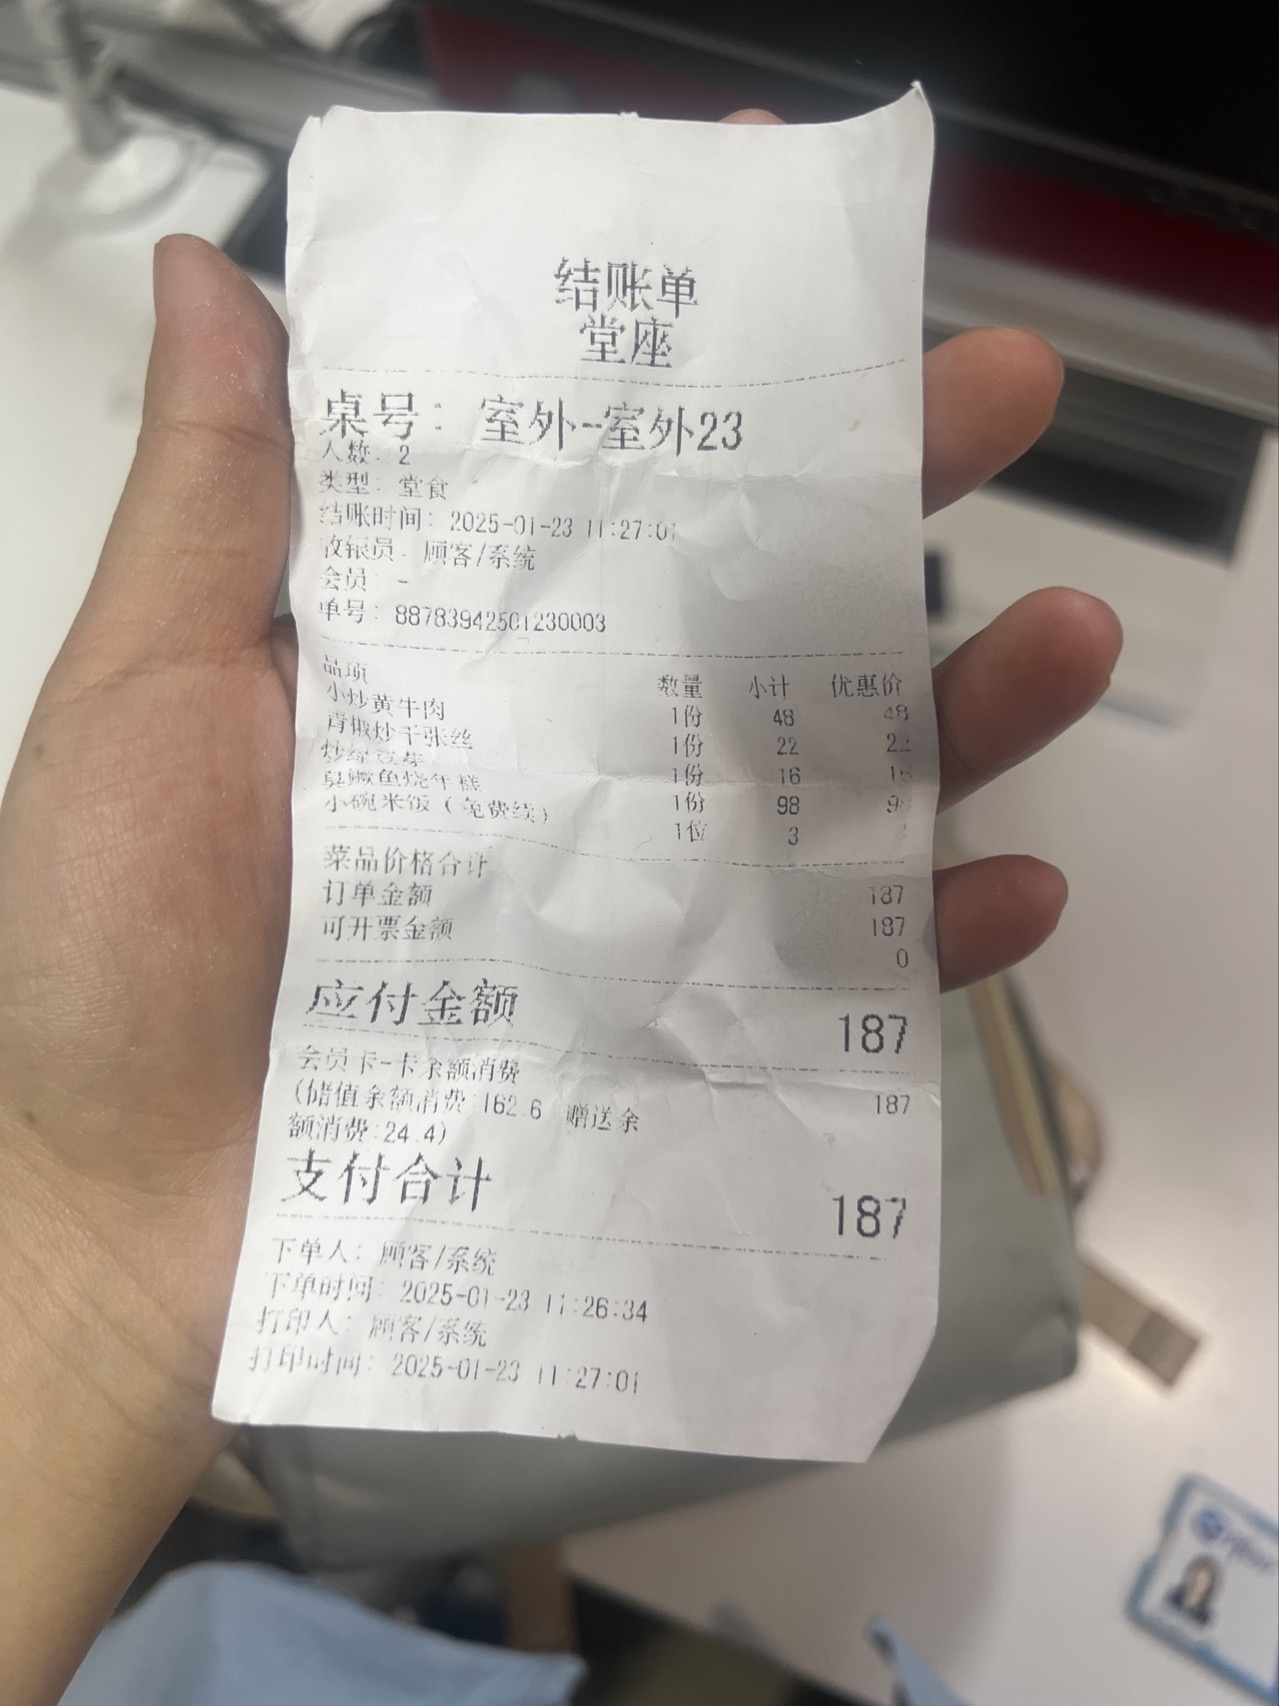 结账单
堂座
桌号: 室外-室外23
人数: 2
类型: 堂食
结账时间: 2025-01-23 11:27:01
收银员: 顾客/系统
会员: -
单号: 88783942501230003
品项 数量 小计 优惠价
小炒黄牛肉 1份 48 48
青椒炒干张丝 1份 22
炒绿豆芽 1份 16 16
臭鳜鱼烧年糕 1份 98
小碗米饭(免费续) 1位 3
菜品价格合计 187
订单金额 187
可开票金额 0
应付金额 187
会员卡-卡余额消费 187
(储值余额消费:162.6 赠送余
额消费:24.4)
支付合计 187
下单人: 顾客/系统
下单时间: 2025-01-23 11:26:34
打印人: 顾客/系统
打印时间: 2025-01-23 11:27:01